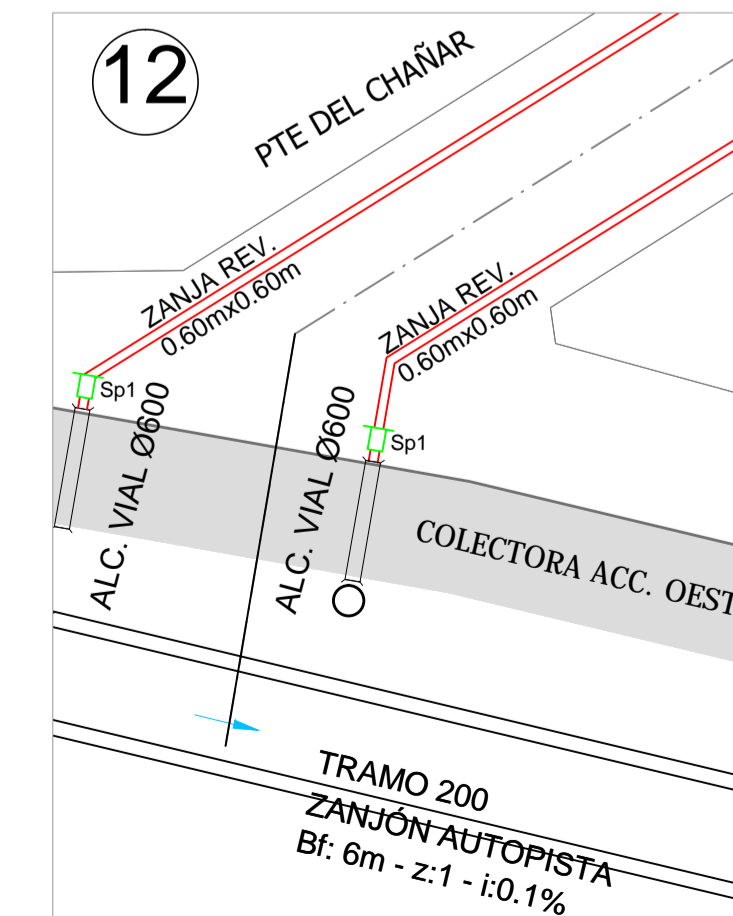 12
PTE DEL CHAÑAR
ZANJA REV.
0.60mx0.60m
ZANJA REV.
0.60mx0.60m
Sp1
Sp1
ALC. VIAL Ø600
ALC. VIAL Ø600
COLECTORA ACC. OEST
TRAMO 200
ZANJÓN AUTOPISTA
Bf: 6m - z:1 - i:0.1%